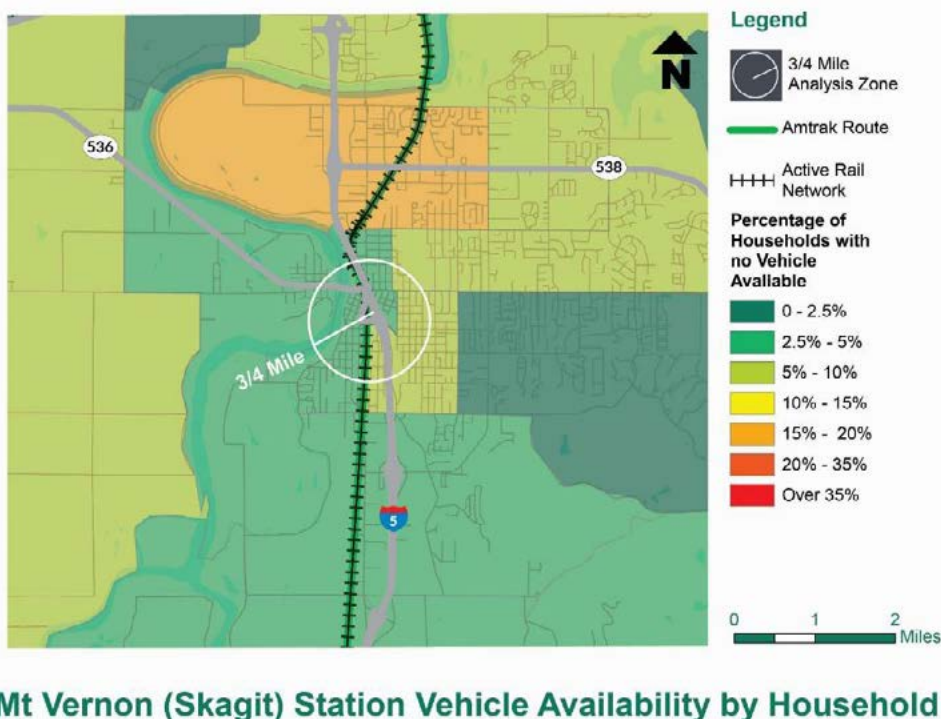 Legend
3/4 Mile
Analysis Zone
Amtrak Route
Active Rail
Network
Percentage of
Households with
no Vehicle
Available
0 - 2.5%
2.5% - 5%
5% - 10%
10% - 15%
15% - 20%
20% - 35%
Over 35%
N
536
538
3/4 Mile
5
0 1 2
Miles
Mt Vernon (Skagit) Station Vehicle Availability by Household